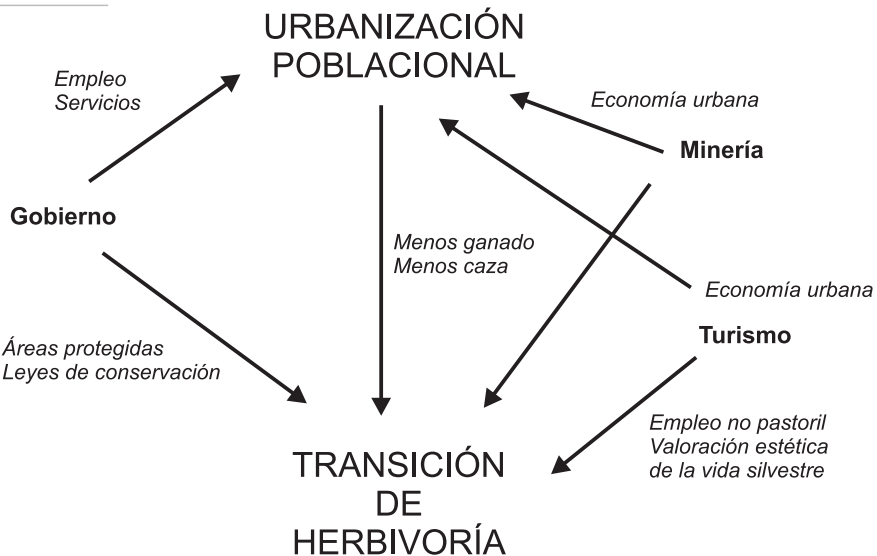 URBANIZACIÓN
POBLACIONAL
Empleo
Servicios
Economía urbana
Minería
Gobierno
Menos ganado
Menos caza
Economía urbana
Turismo
Áreas protegidas
Leyes de conservación
Empleo no pastoril
Valoración estética
de la vida silvestre
TRANSICIÓN
DE
HERBIVORÍA